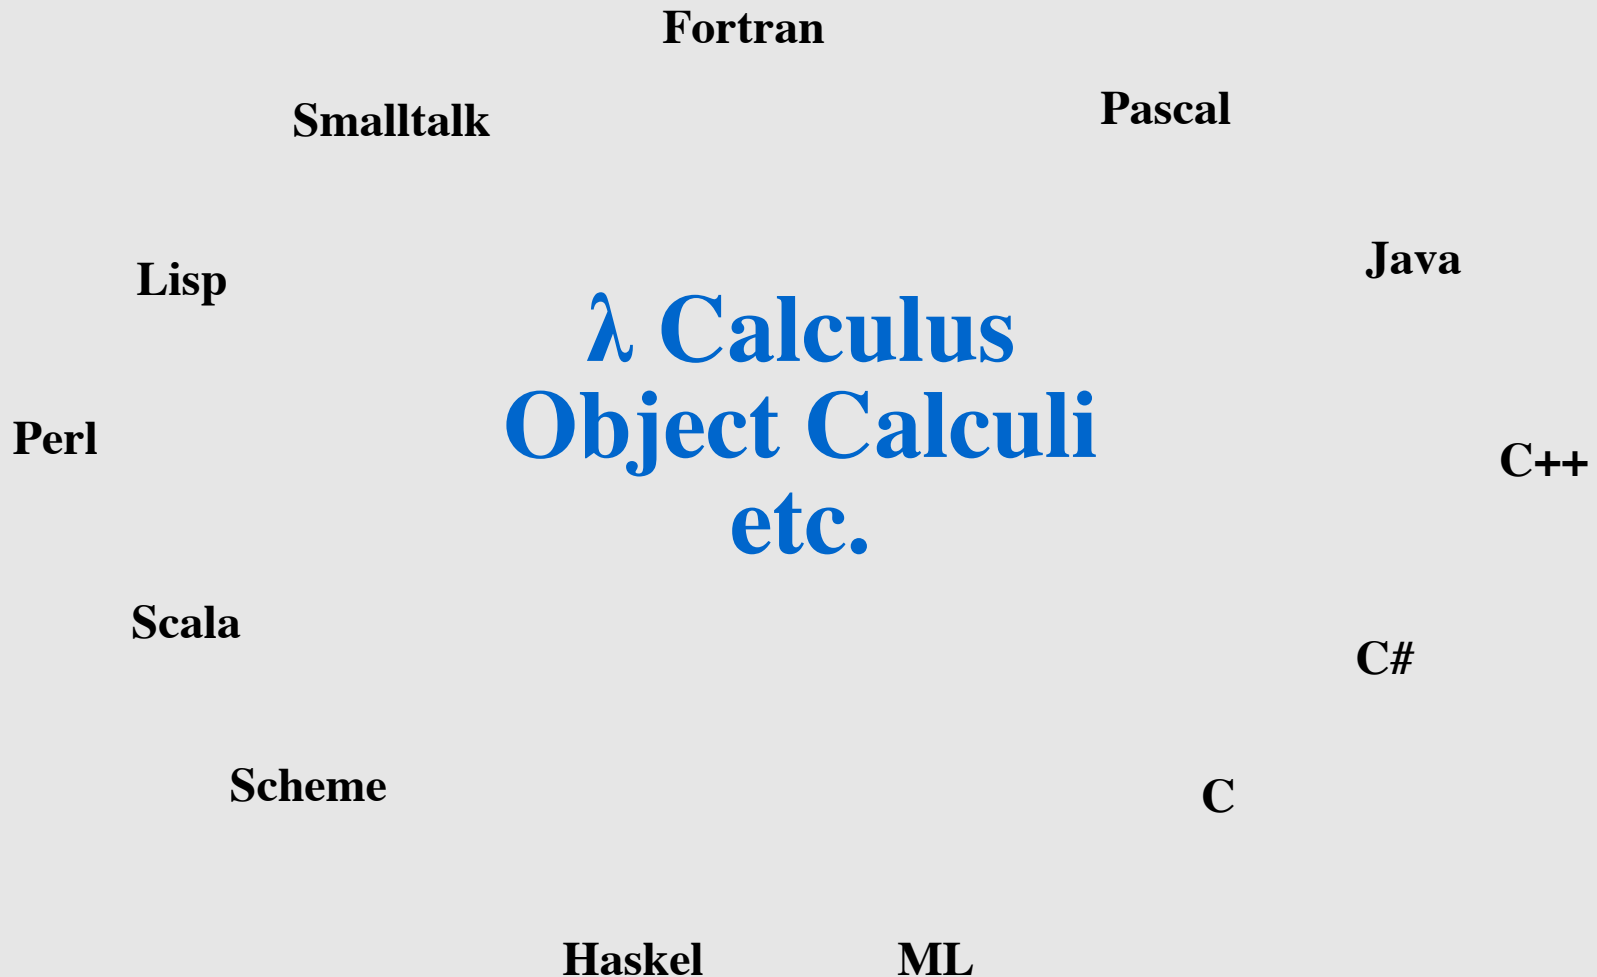 Fortran
Pascal
Smalltalk
Java
Lisp
λ Calculus
Object Calculi
etc.
Perl
C++
Scala
C#
Scheme
C
Haskel
ML